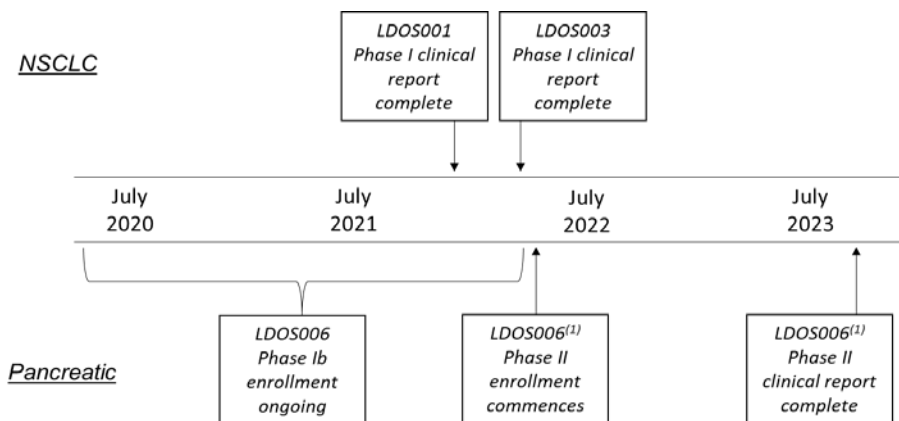 NSCLC
LDOS001
Phase I clinical
report
complete
LDOS003
Phase I clinical
report
complete
July
2020
July
2021
July
2022
July
2023
Pancreatic
LDOS006
Phase Ib
enrollment
ongoing
LDOS006(1)
Phase II
enrollment
commences
LDOS006(1)
Phase II
clinical report
complete